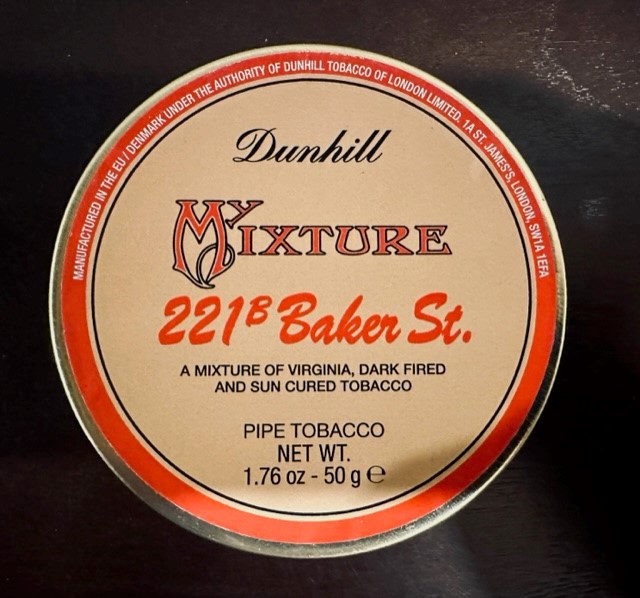 MANUFACTURED IN THE EU / DENMARK UNDER THE AUTHORITY OF DUNHILL TOBACCO OF LONDON LIMITED. 1A ST. JAMES'S, LONDON, SW1A 1EFA
Dunhill
MY MIXTURE
221B Baker St.
A MIXTURE OF VIRGINIA, DARK FIRED
AND SUN CURED TOBACCO
PIPE TOBACCO
NET WT.
1.76 oz - 50 g ℮